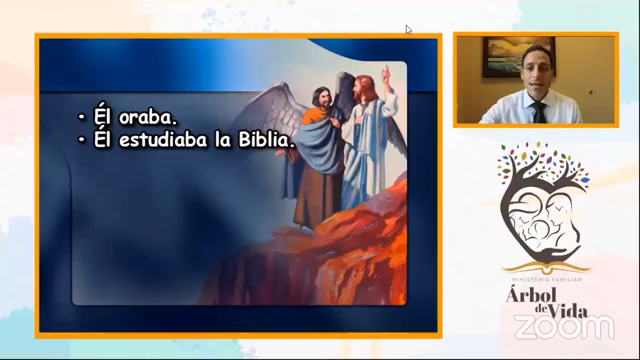 • Él oraba.
• Él estudiaba la Biblia.
MINISTERIO FAMILIAR
Árbol
de Vida
zoom